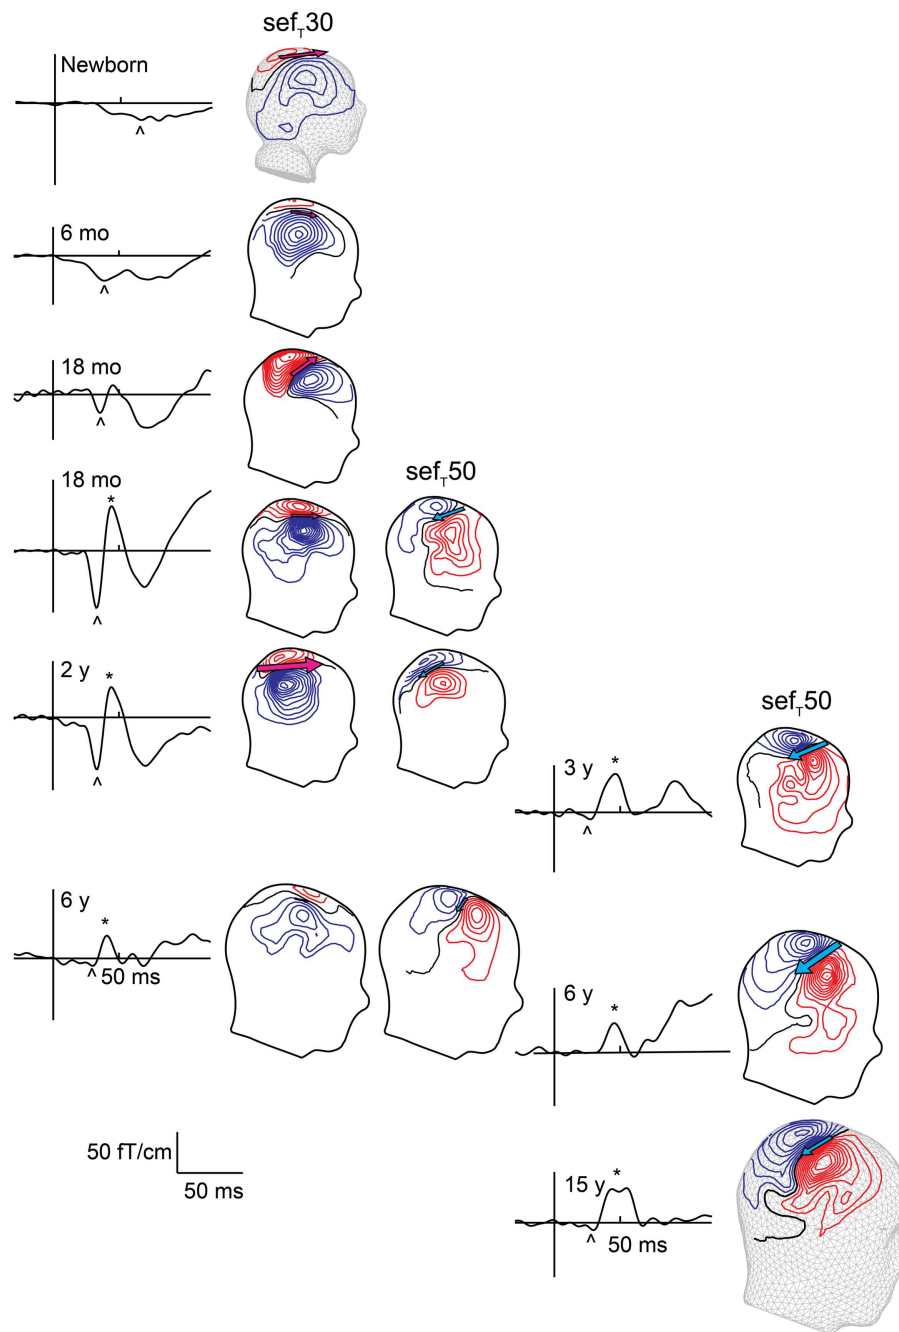 sefT30
Newborn
^
6 mo
^
18 mo
^
sefT50
18 mo
*
^
2 y
*
^
sefT50
3 y
*
^
6 y
*
^
50 ms
6 y
*
50 fT/cm
50 ms
15 y
*
^
50 ms